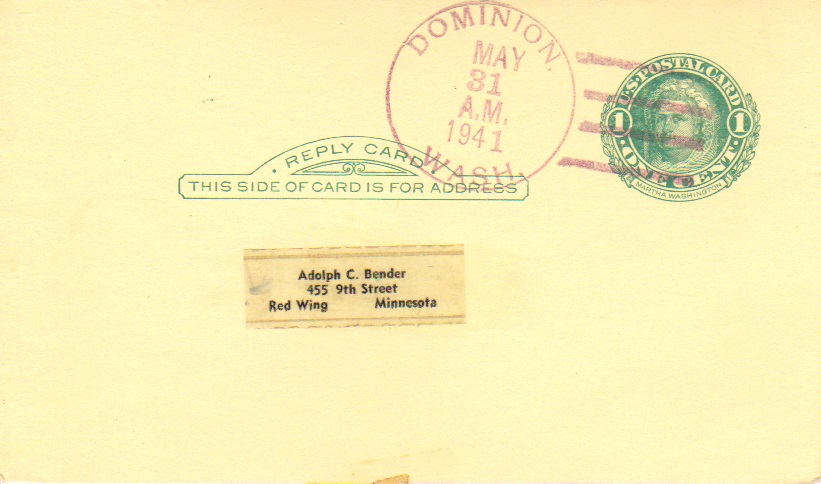 DOMINION.
MAY
31
A.M.
1941
WASH.
U.S. POSTAL CARD
1 1
· ONE CENT ·
MARTHA WASHINGTON
· REPLY CARD ·
THIS SIDE OF CARD IS FOR ADDRESS
Adolph C. Bender
455 9th Street
Red Wing Minnesota